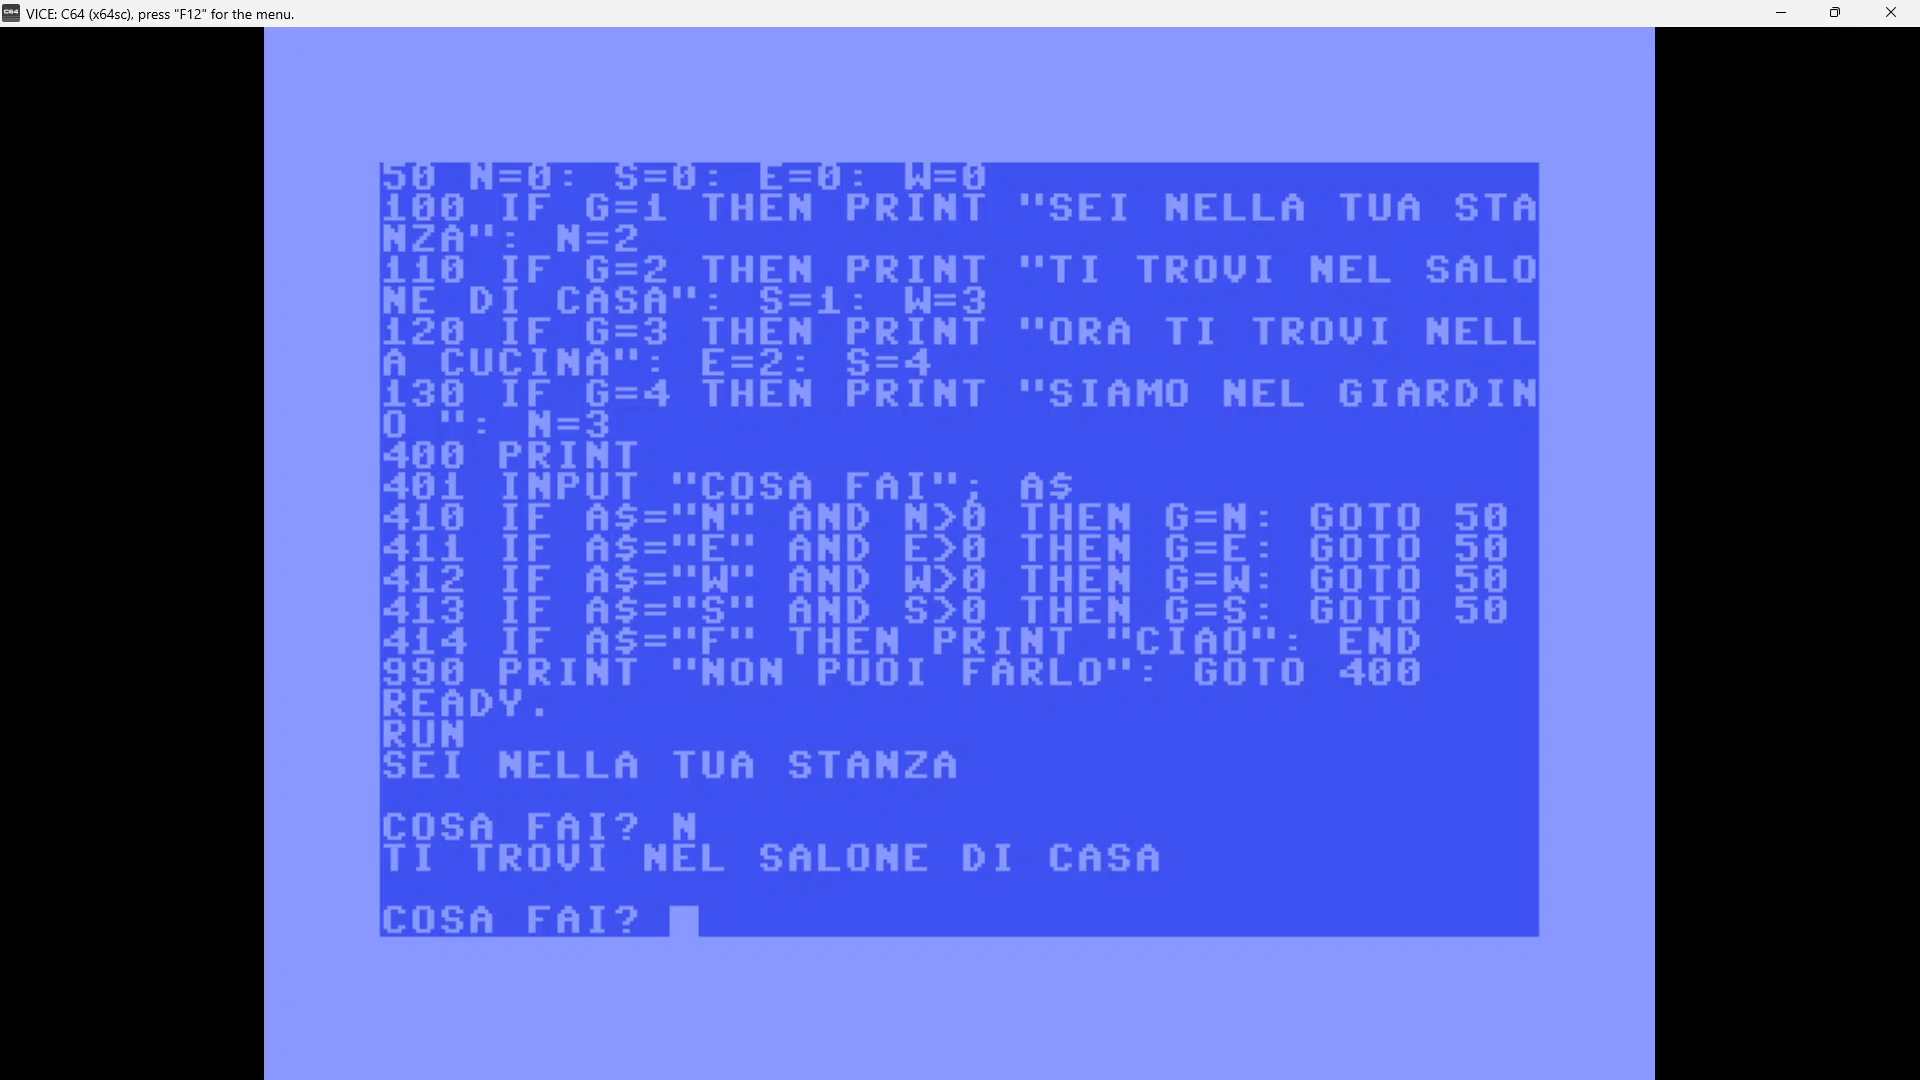 VICE: C64 (x64sc), press "F12" for the menu.
50 N=0: S=0: E=0: W=0
100 IF G=1 THEN PRINT "SEI NELLA TUA STA
NZA": N=2
110 IF G=2 THEN PRINT "TI TROVI NEL SALO
NE DI CASA": S=1: W=3
120 IF G=3 THEN PRINT "ORA TI TROVI NELL
A CUCINA": E=2: S=4
130 IF G=4 THEN PRINT "SIAMO NEL GIARDIN
O ": N=3
400 PRINT
401 INPUT "COSA FAI"; A$
410 IF A$="N" AND N>0 THEN G=N: GOTO 50
411 IF A$="E" AND E>0 THEN G=E: GOTO 50
412 IF A$="W" AND W>0 THEN G=W: GOTO 50
413 IF A$="S" AND S>0 THEN G=S: GOTO 50
414 IF A$="F" THEN PRINT "CIAO": END
990 PRINT "NON PUOI FARLO": GOTO 400
READY.
RUN
SEI NELLA TUA STANZA
COSA FAI? N
TI TROVI NEL SALONE DI CASA
COSA FAI?